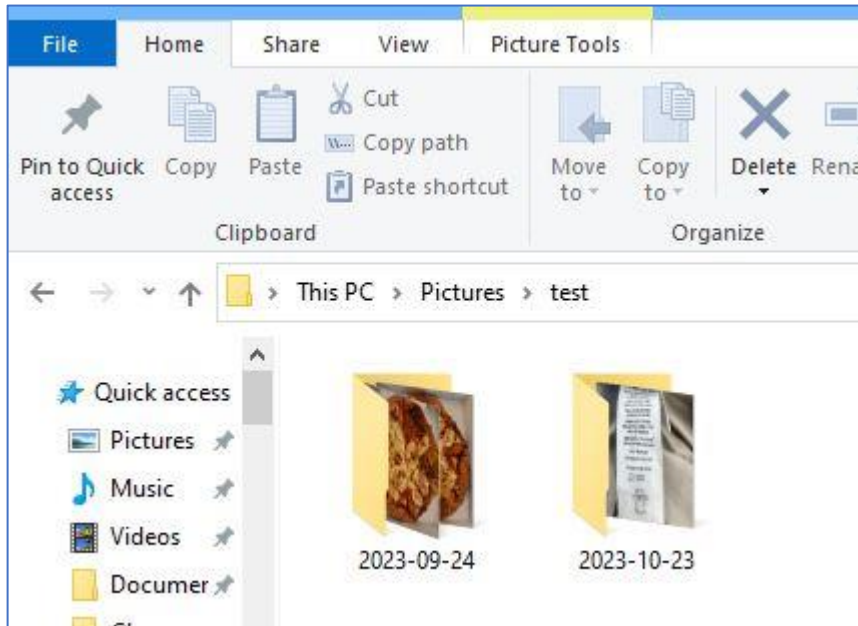 File Home Share View Picture Tools
Pin to Quick access
Copy
Paste
Cut
Copy path
Paste shortcut
Move to
Copy to
Delete
Clipboard
Organize
This PC > Pictures > test
Quick access
Pictures
Music
Videos
Documer
2023-09-24
2023-10-23